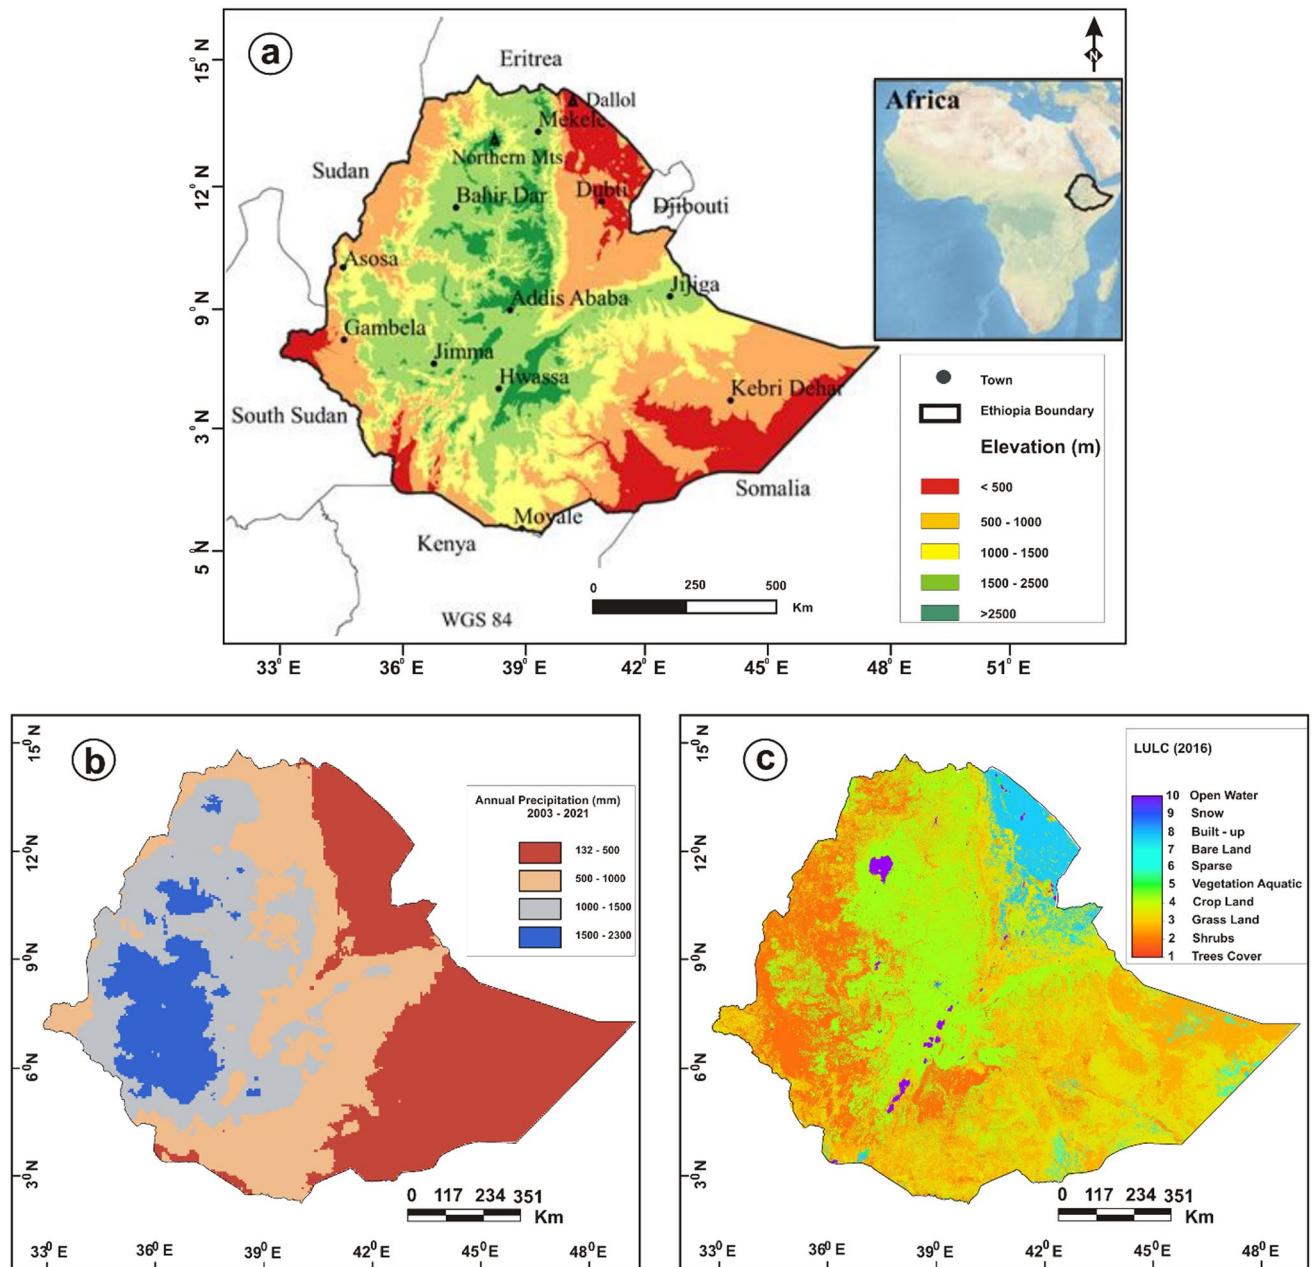 a
N
15° N
12° N
9° N
3° N
5° N
Eritrea
Dallol
Mekele
Northern Mts
Sudan
Bahir Dar
Dubti
Djibouti
Asosa
Jijiga
Addis Ababa
Gambela
Jimma
Hwassa
Kebri Dehar
South Sudan
Somalia
Moyale
Kenya
WGS 84
0 250 500
Km
Africa
Town
Ethiopia Boundary
Elevation (m)
< 500
500 - 1000
1000 - 1500
1500 - 2500
>2500
33° E 36° E 39° E 42° E 45° E 48° E 51° E
b
15° N
12° N
9° N
6° N
3° N
Annual Precipitation (mm)
2003 - 2021
132 - 500
500 - 1000
1000 - 1500
1500 - 2300
0 117 234 351
Km
33° E 36° E 39° E 42° E 48° E
c
15° N
12° N
9° N
6° N
3° N
LULC (2016)
10 Open Water
9 Snow
8 Built - up
7 Bare Land
6 Sparse
5 Vegetation Aquatic
4 Crop Land
3 Grass Land
2 Shrubs
1 Trees Cover
0 117 234 351
Km
33° E 36° E 39° E 42° E 45° E 48° E